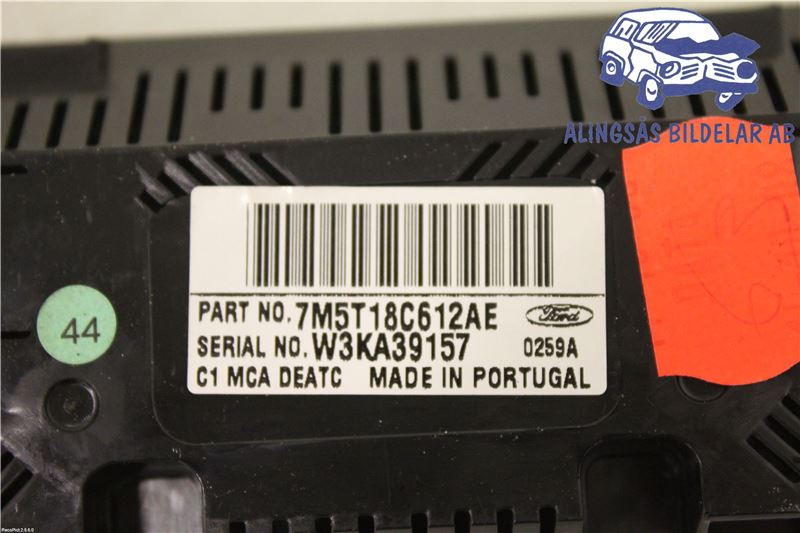 ALINGSÅS BILDELAR AB
PART NO. 7M5T18C612AE Ford
SERIAL NO. W3KA39157 0259A
C1 MCA DEATC MADE IN PORTUGAL
44